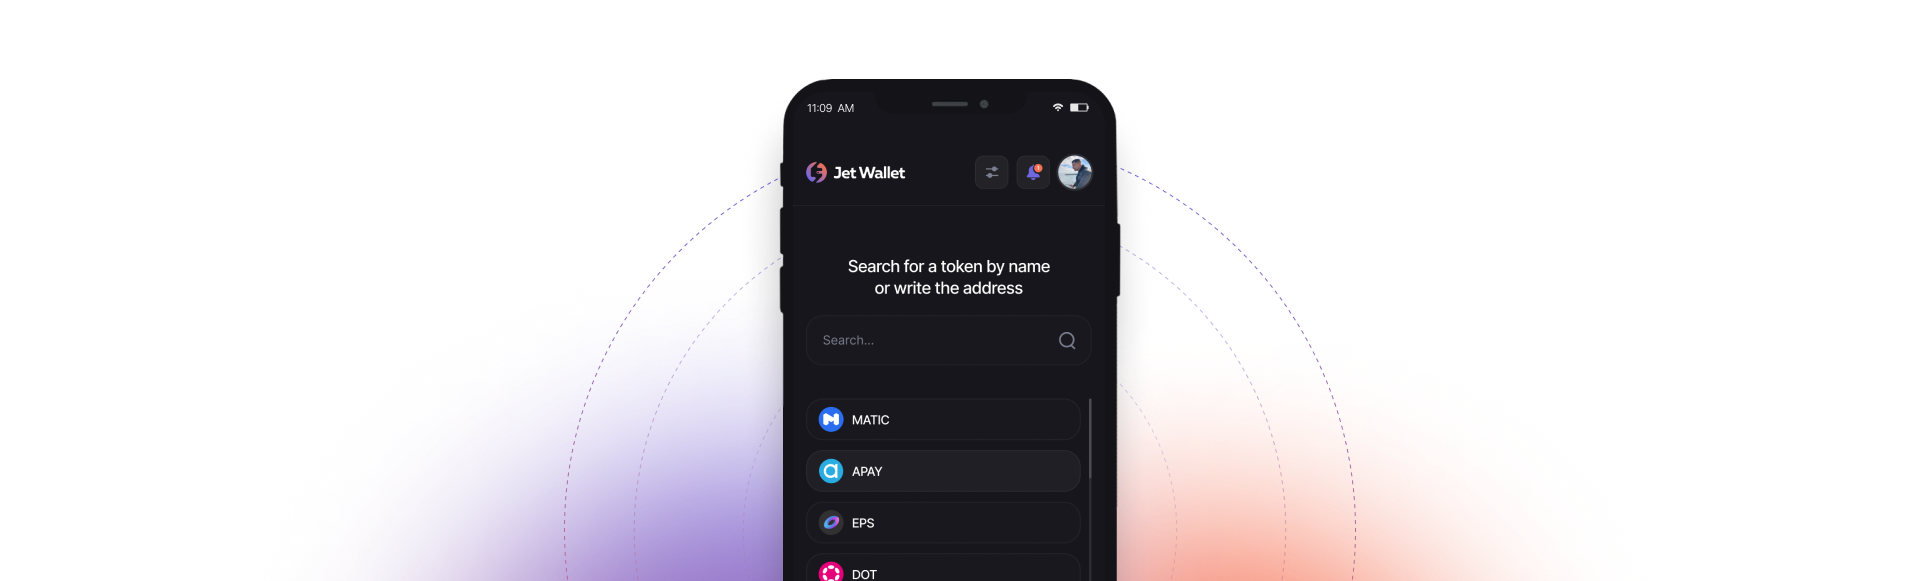 11:09 AM
Jet Wallet
1
Search for a token by name
or write the address
Search...
MATIC
APAY
EPS
DOT